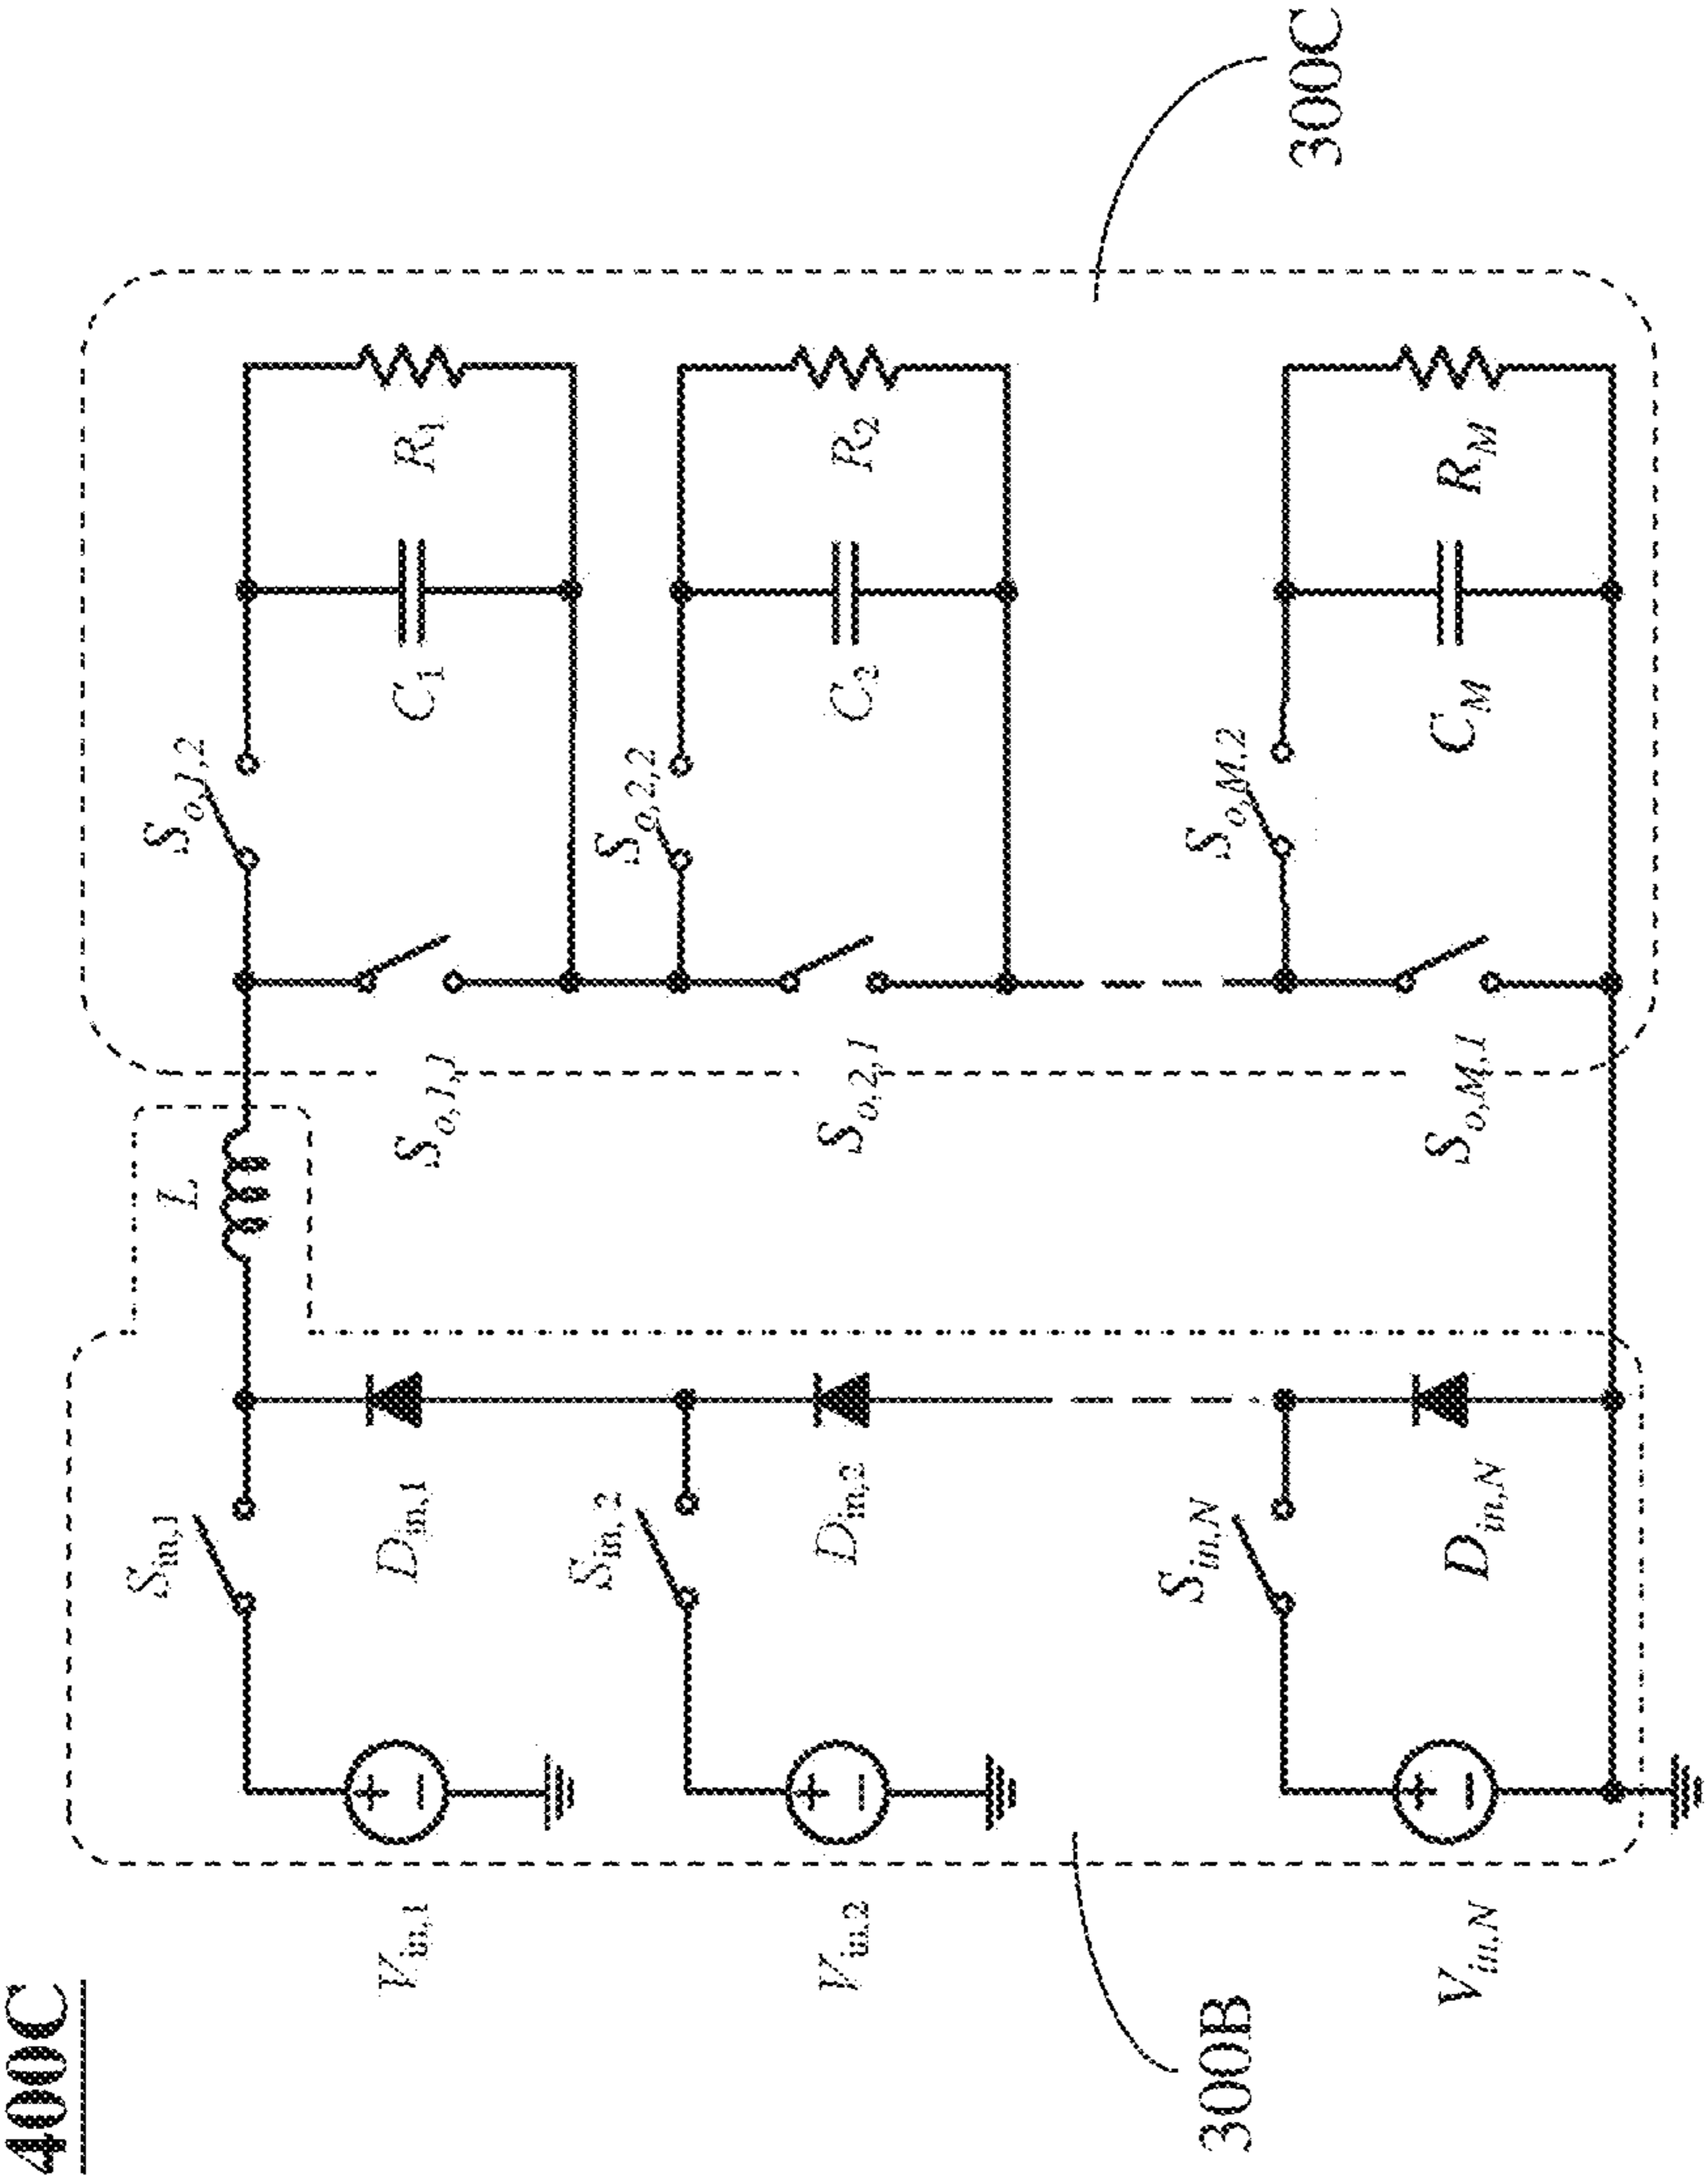 400C
S_in,1
L
S_o,1,2
V_in,1
D_in,1
S_o,1,1
C_1
R_1
S_in,2
S_o,2,2
V_in,2
D_in,2
S_o,2,1
C_2
R_2
S_in,N
S_o,M,2
V_in,N
D_in,N
S_o,M,1
C_M
R_M
300B
300C